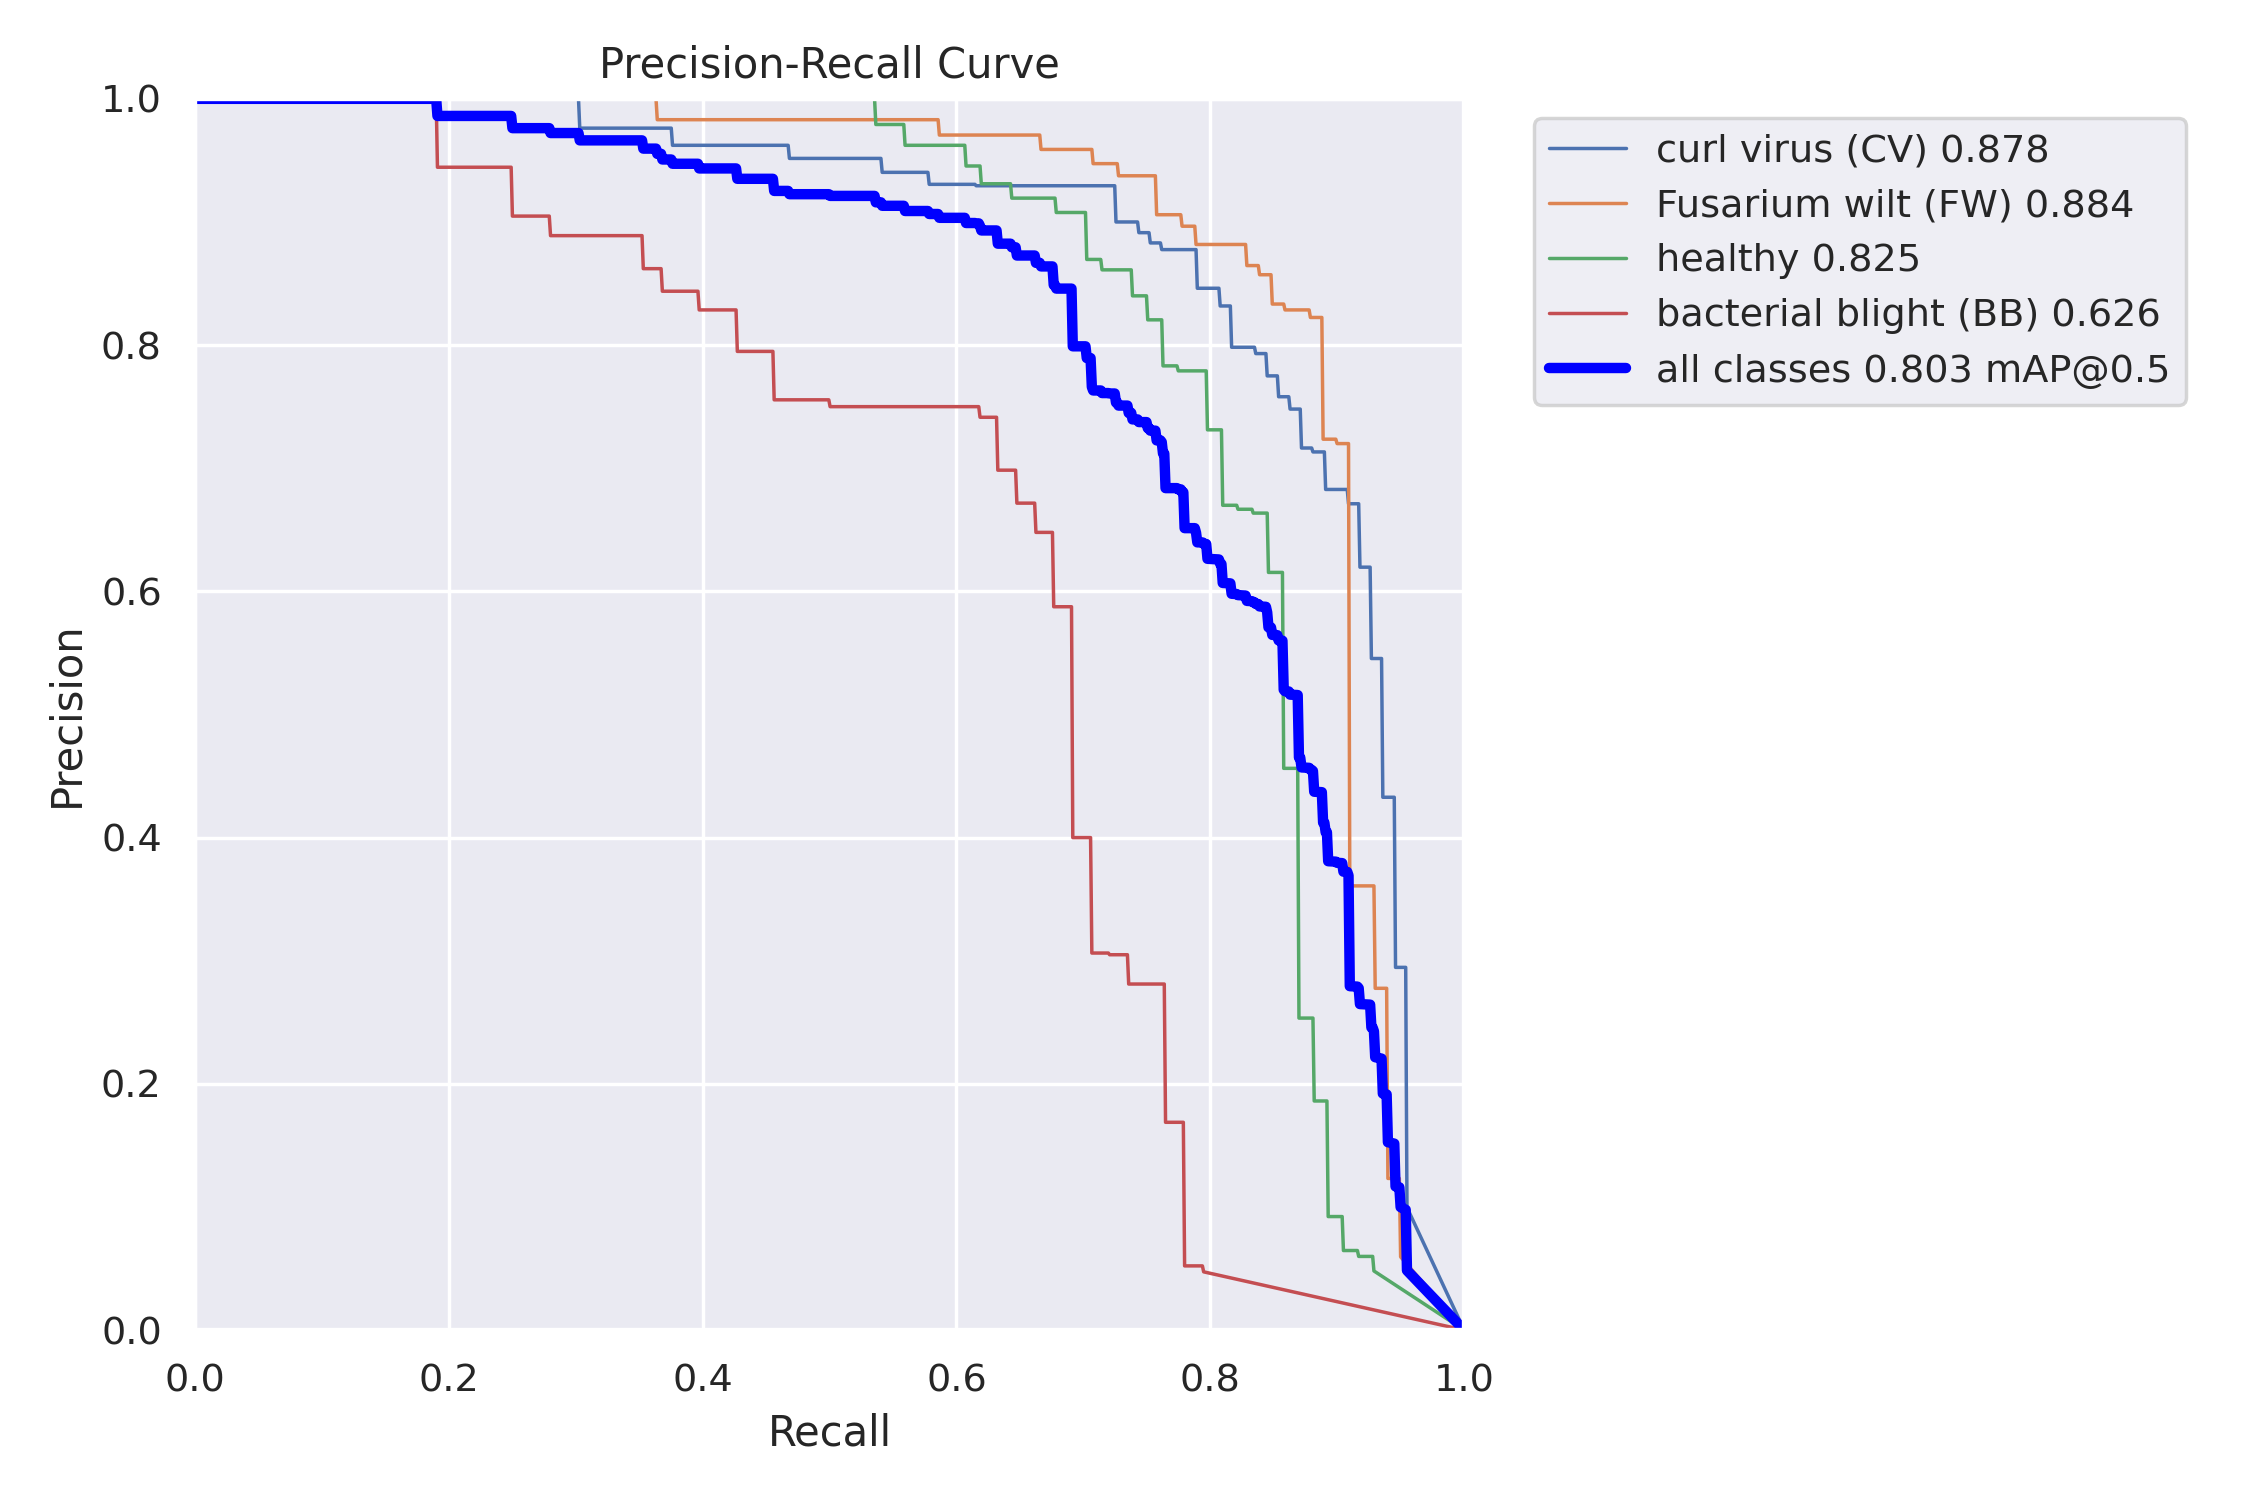 Precision-Recall Curve
1.0
0.8
0.6
0.4
0.2
0.0
Precision
0.0 0.2 0.4 0.6 0.8 1.0
Recall
curl virus (CV) 0.878
Fusarium wilt (FW) 0.884
healthy 0.825
bacterial blight (BB) 0.626
all classes 0.803 mAP@0.5